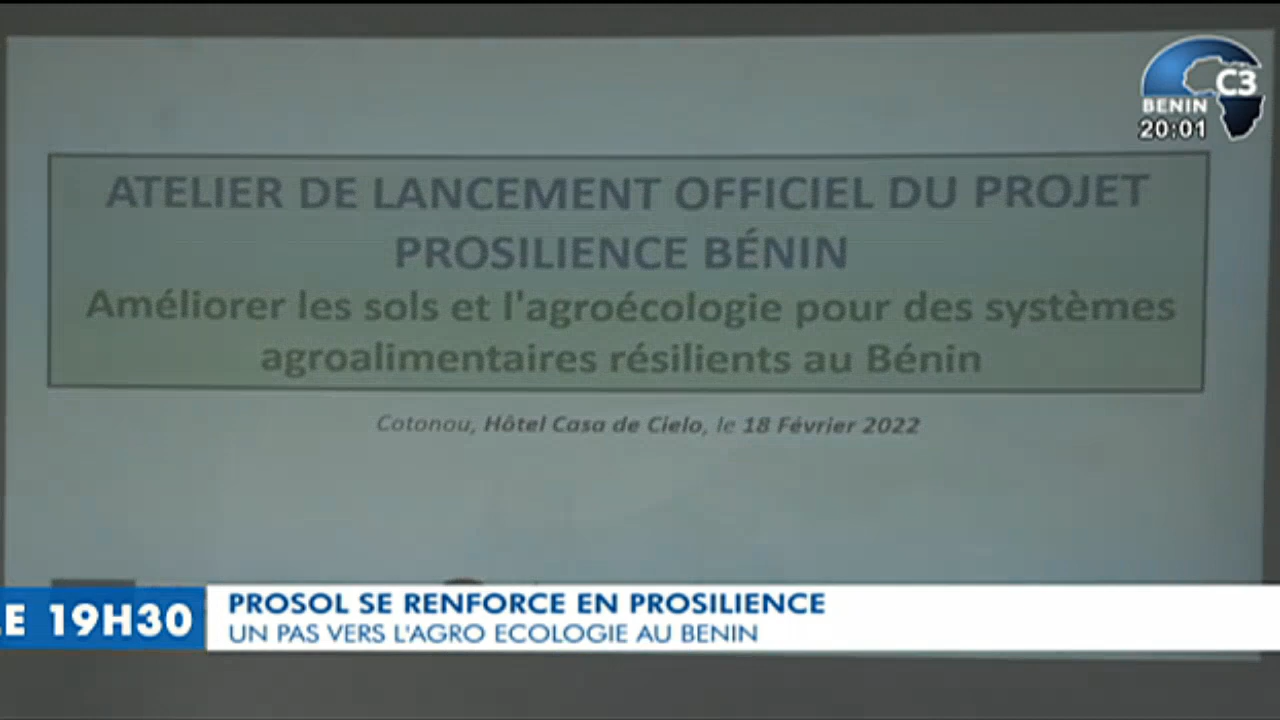 C3
BENIN
20:01
ATELIER DE LANCEMENT OFFICIEL DU PROJET
PROSILIENCE BÉNIN
Améliorer les sols et l'agroécologie pour des systèmes
agroalimentaires résilients au Bénin
Cotonou, Hôtel Casa de Cielo, le 18 Février 2022
LE 19H30
PROSOL SE RENFORCE EN PROSILIENCE
UN PAS VERS L'AGRO ECOLOGIE AU BENIN